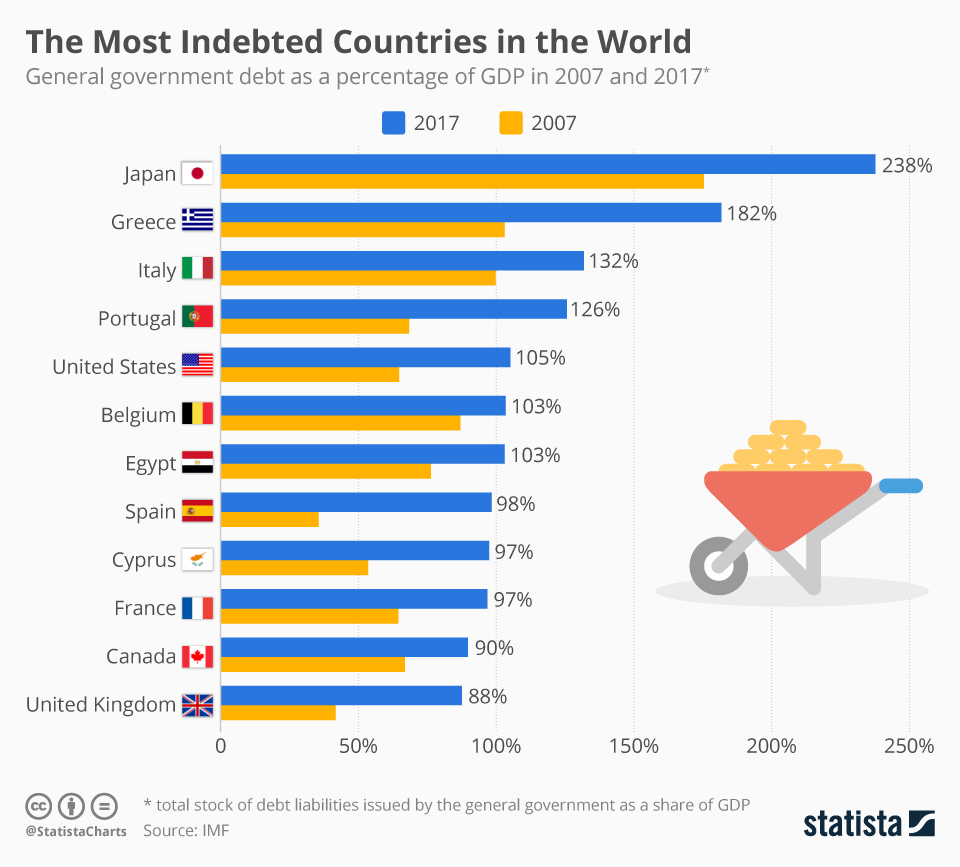 The Most Indebted Countries in the World
General government debt as a percentage of GDP in 2007 and 2017*
2017 2007
Japan 238%
Greece 182%
Italy 132%
Portugal 126%
United States 105%
Belgium 103%
Egypt 103%
Spain 98%
Cyprus 97%
France 97%
Canada 90%
United Kingdom 88%
0 50% 100% 150% 200% 250%
* total stock of debt liabilities issued by the general government as a share of GDP
cc =
@StatistaCharts Source: IMF
statista